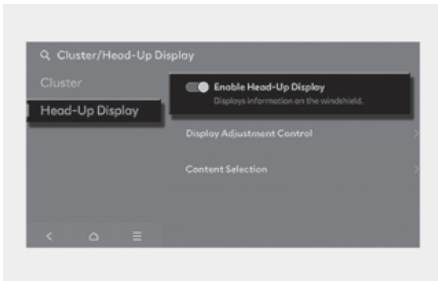 Cluster/Head-Up Display
Cluster
Head-Up Display
Enable Head-Up Display
Displays information on the windshield.
Display Adjustment Control
Content Selection